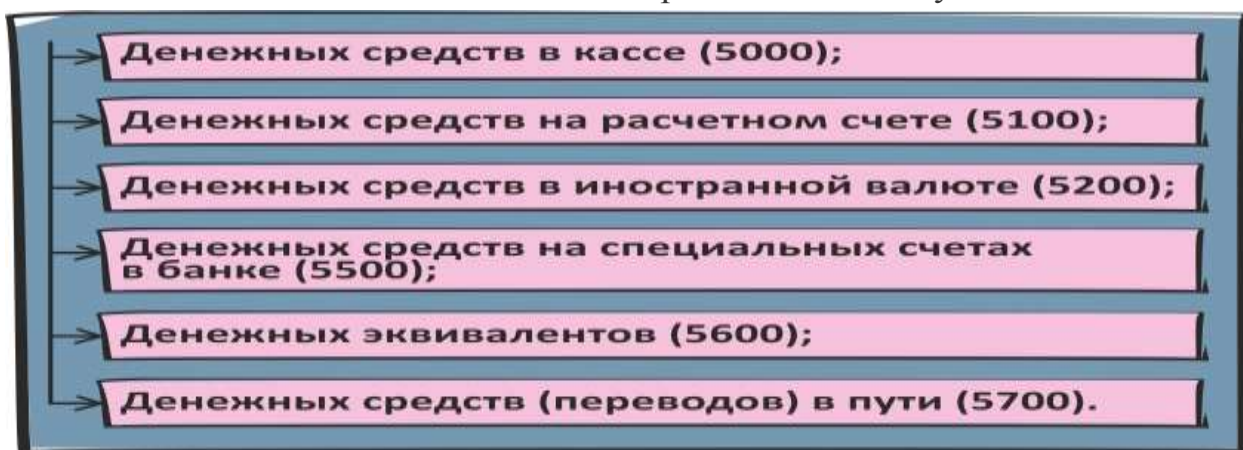 Денежных средств в кассе (5000);
Денежных средств на расчетном счете (5100);
Денежных средств в иностранной валюте (5200);
Денежных средств на специальных счетах
в банке (5500);
Денежных эквивалентов (5600);
Денежных средств (переводов) в пути (5700).